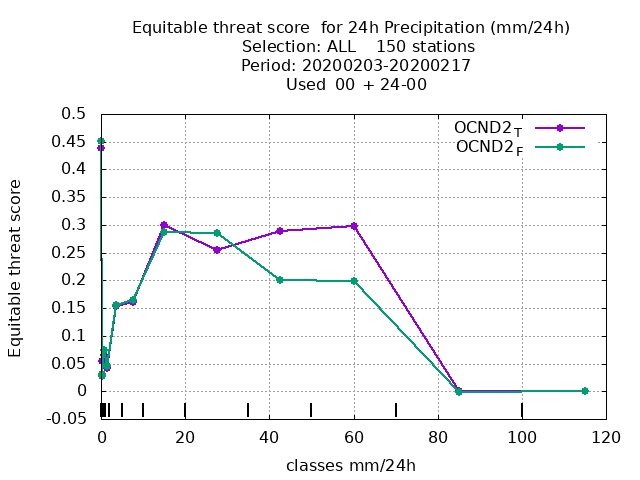 Equitable threat score  for 24h Precipitation (mm/24h)
Selection: ALL    150 stations
Period: 20200203-20200217
Used  00  + 24-00
OCND2_T
OCND2_F
0.5
0.45
0.4
0.35
0.3
0.25
0.2
0.15
0.1
0.05
0
-0.05
Equitable threat score
0 20 40 60 80 100 120
classes mm/24h